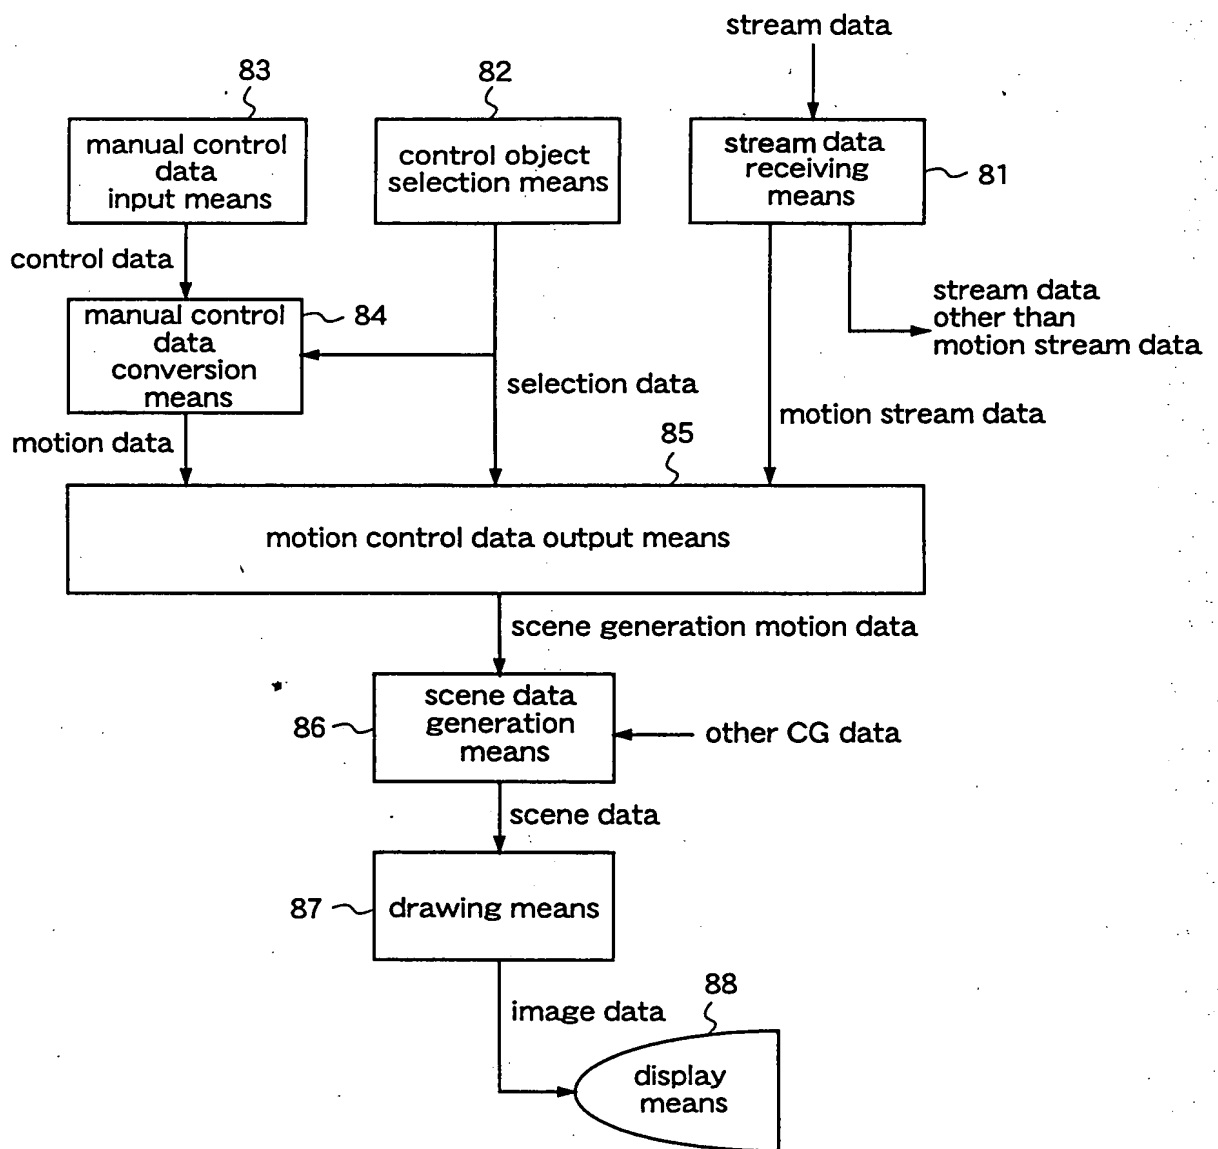 stream data
83
82
manual control
data
input means
control object
selection means
stream data
receiving
means
81
control data
stream data
other than
motion stream data
manual control
data
conversion
means
84
selection data
motion stream data
motion data
85
motion control data output means
scene generation motion data
scene data
generation
means
86
other CG data
scene data
87
drawing means
88
image data
display
means